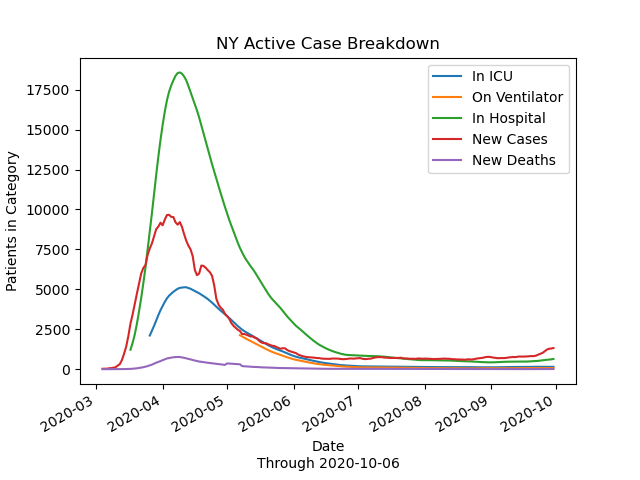 NY Active Case Breakdown
In ICU
On Ventilator
In Hospital
New Cases
New Deaths
Patients in Category
17500
15000
12500
10000
7500
5000
2500
0
2020-03
2020-04
2020-05
2020-06
2020-07
2020-08
2020-09
2020-10
Date
Through 2020-10-06